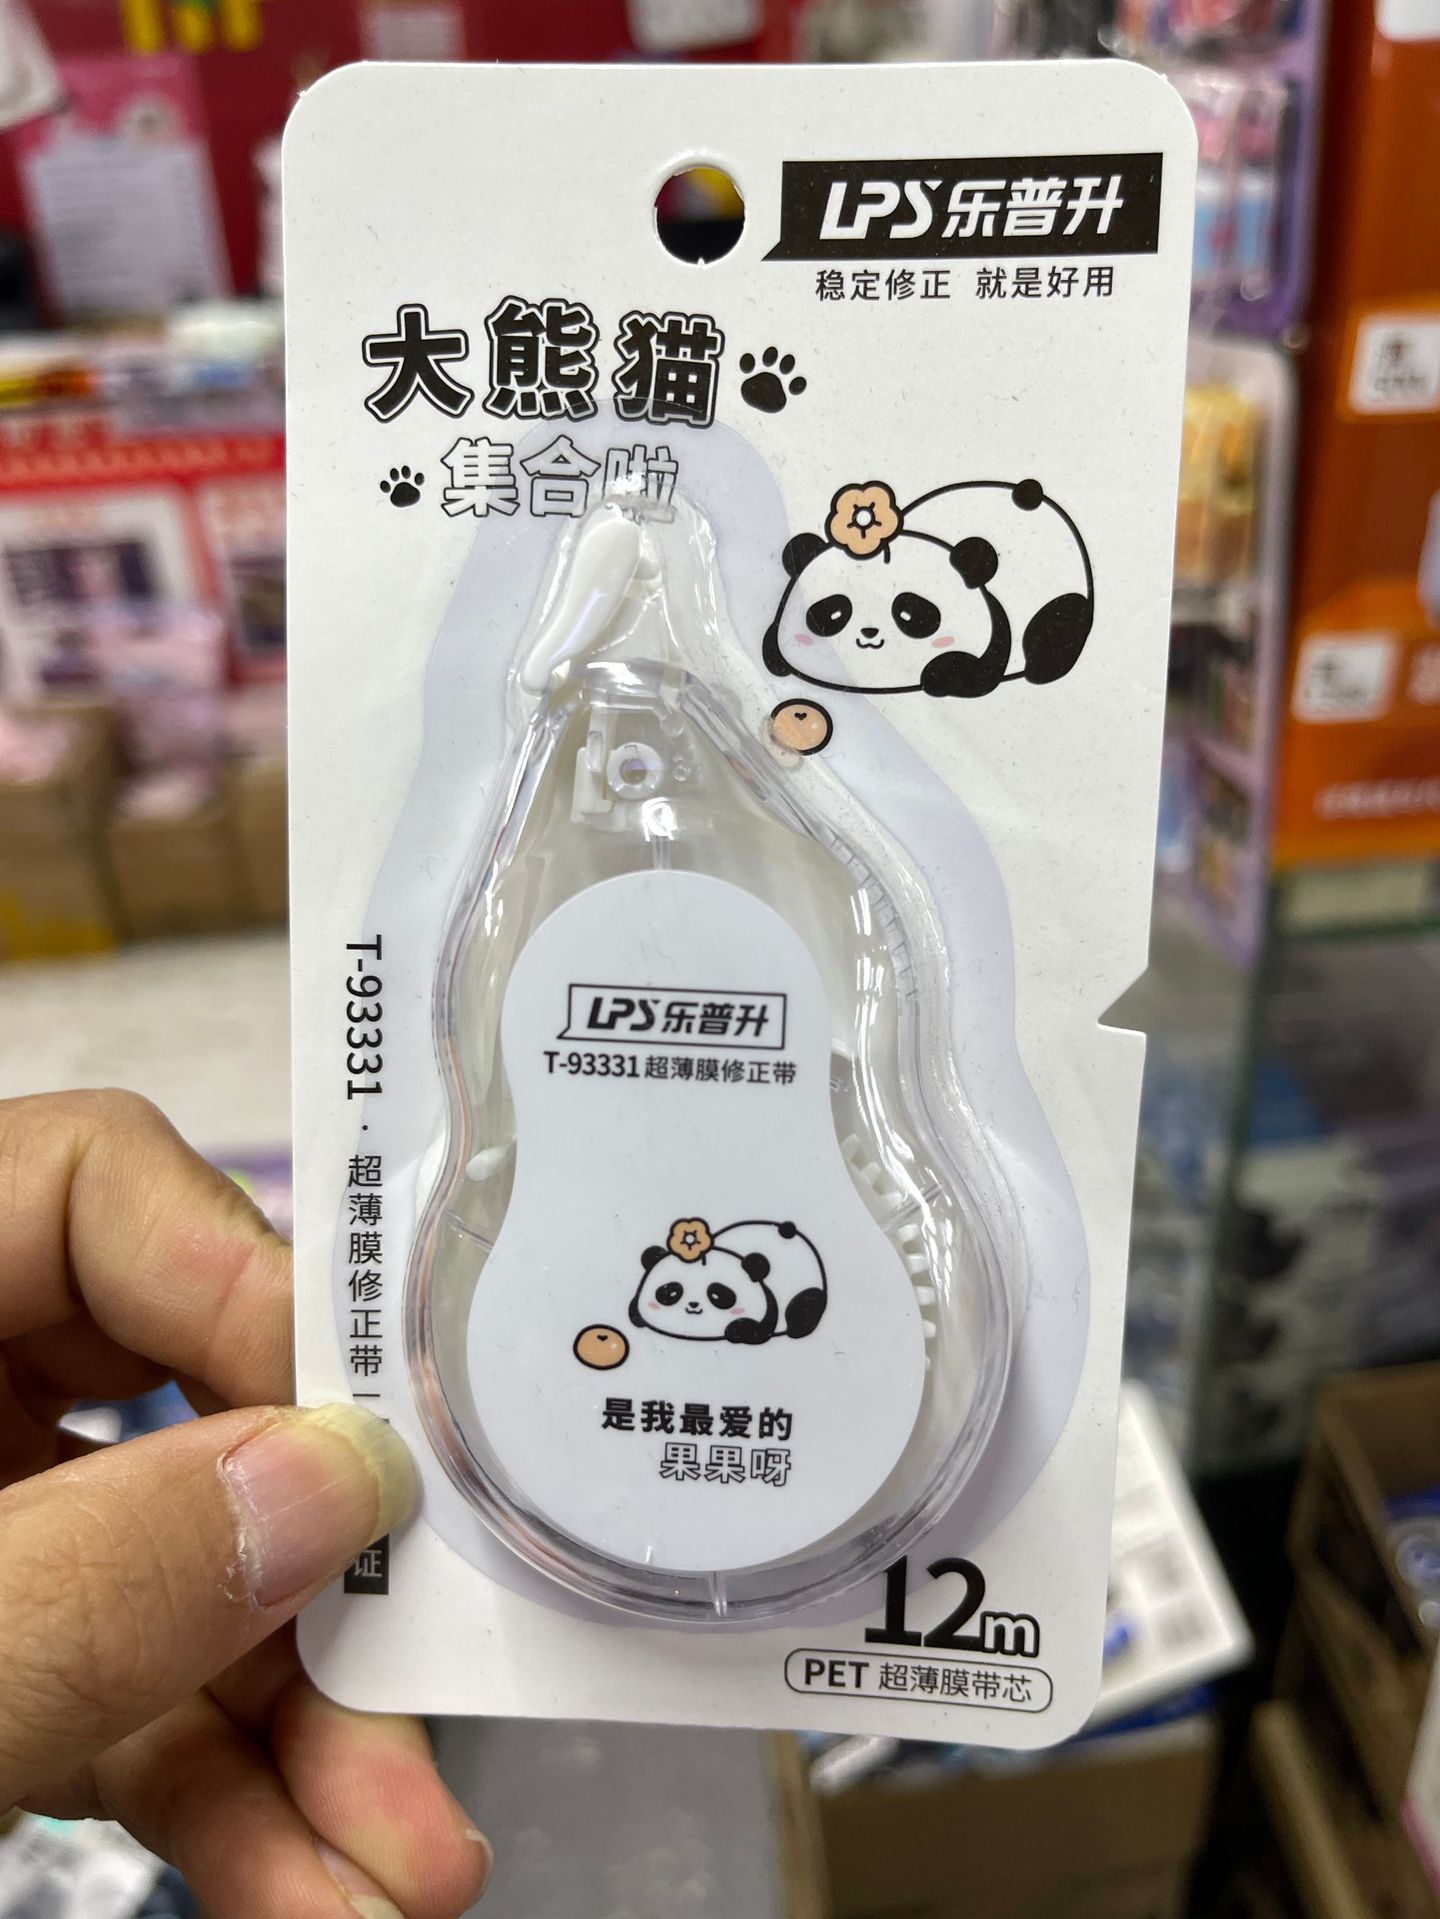 LPS乐普升
稳定修正 就是好用
大熊猫
集合啦
T-93331 · 超薄膜修正带
LPS乐普升
T-93331超薄膜修正带
是我最爱的
果果呀
证
12m
PET 超薄膜带芯